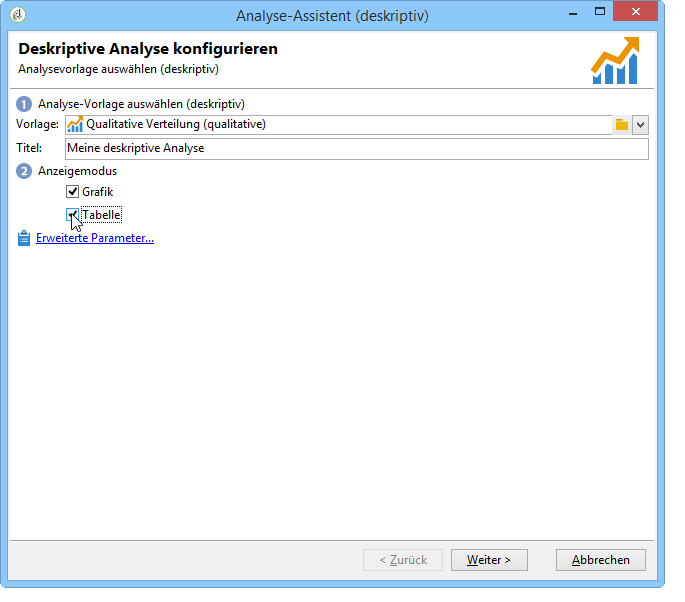 Analyse-Assistent (deskriptiv)
Deskriptive Analyse konfigurieren
Analysevorlage auswählen (deskriptiv)
1 Analyse-Vorlage auswählen (deskriptiv)
Vorlage: Qualitative Verteilung (qualitative)
Titel: Meine deskriptive Analyse
2 Anzeigemodus
Grafik
Tabelle
Erweiterte Parameter...
< Zurück Weiter > Abbrechen